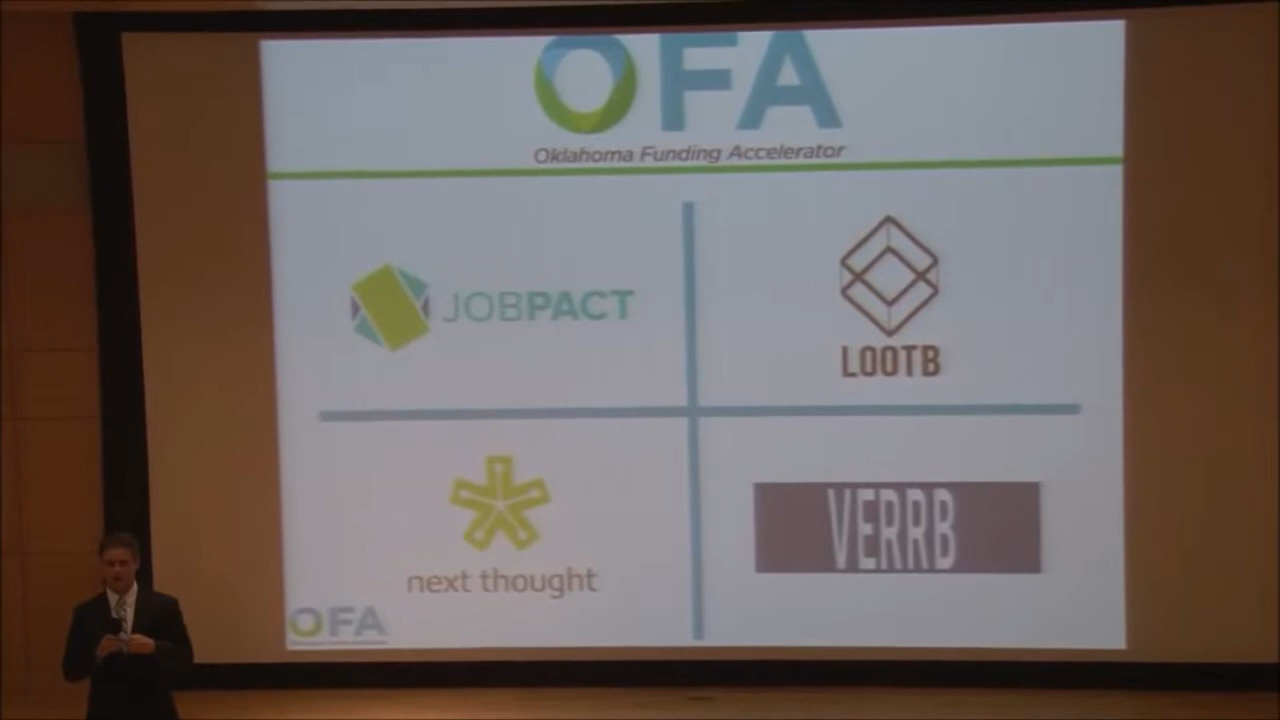 OFA
Oklahoma Funding Accelerator
JOBPACT
LOOTB
next thought
VERRB
OFA